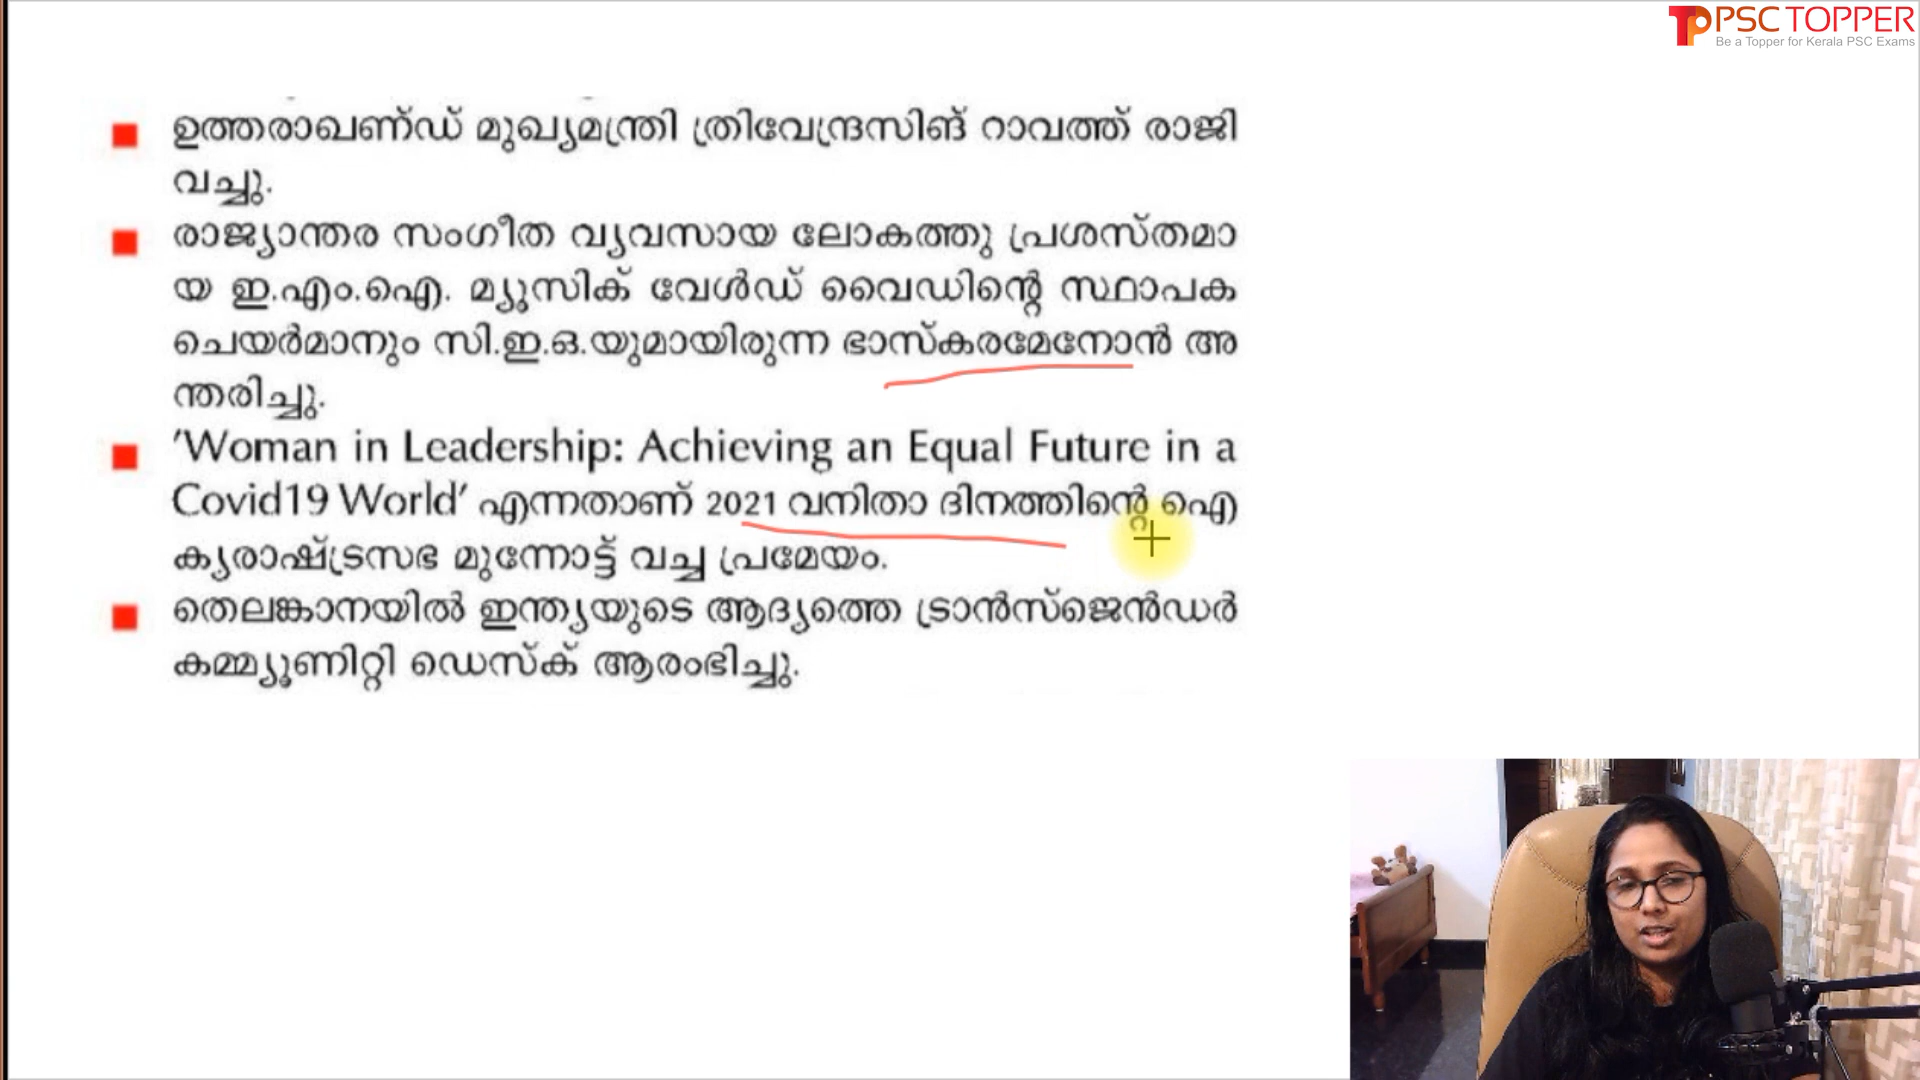 PSC TOPPER
Be a Topper for Kerala PSC Exams
ഉത്തരാഖണ്ഡ് മുഖ്യമന്ത്രി ത്രിവേന്ദ്രസിങ് റാവത്ത് രാജി
വച്ചു.
രാജ്യാന്തര സംഗീത വ്യവസായ ലോകത്തു പ്രശസ്തമാ
യ ഇ.എം.ഐ. മ്യൂസിക് വേൾഡ് വൈഡിന്റെ സ്ഥാപക
ചെയർമാനും സി.ഇ.ഒ.യുമായിരുന്ന ഭാസ്കരമേനോൻ അ
ന്തരിച്ചു.
'Woman in Leadership: Achieving an Equal Future in a
Covid19 World' എന്നതാണ് 2021 വനിതാ ദിനത്തിന്റെ ഐ
ക്യരാഷ്ട്രസഭ മുന്നോട്ട് വച്ച പ്രമേയം.
തെലങ്കാനയിൽ ഇന്ത്യയുടെ ആദ്യത്തെ ട്രാൻസ്ജെൻഡർ
കമ്മ്യൂണിറ്റി ഡെസ്ക് ആരംഭിച്ചു.